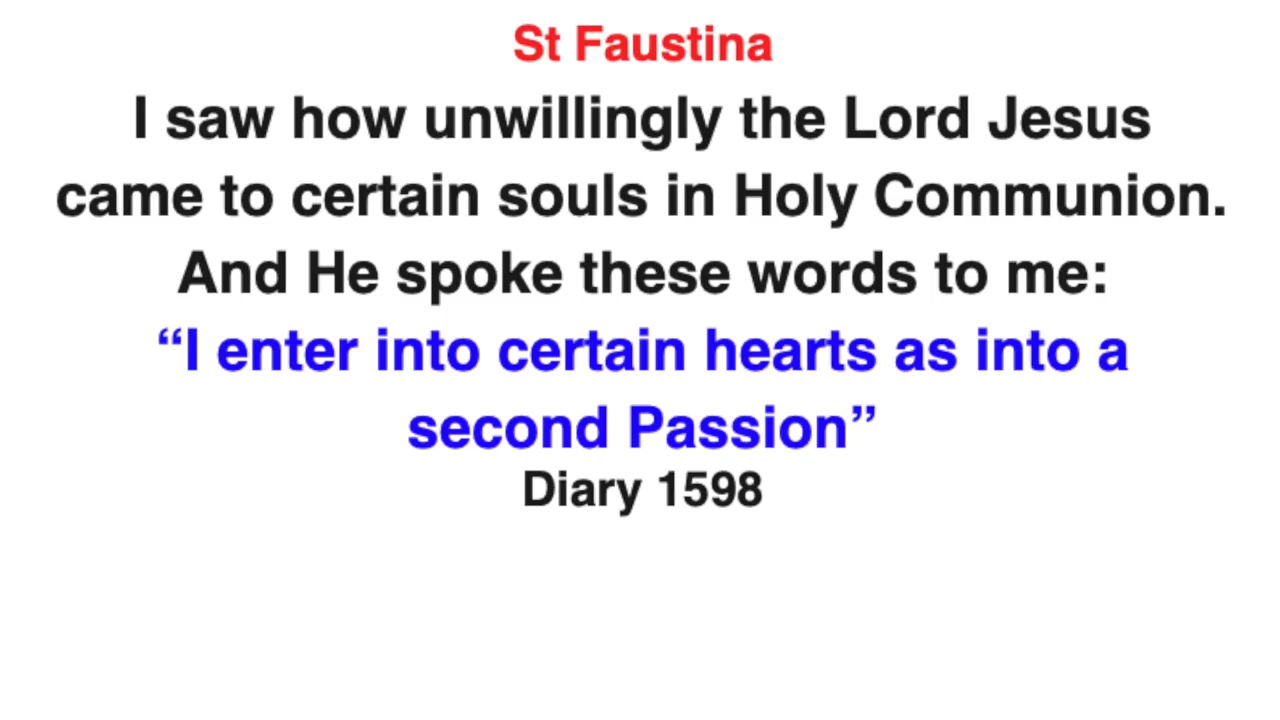 St Faustina
I saw how unwillingly the Lord Jesus
came to certain souls in Holy Communion.
And He spoke these words to me:
“I enter into certain hearts as into a
second Passion”
Diary 1598